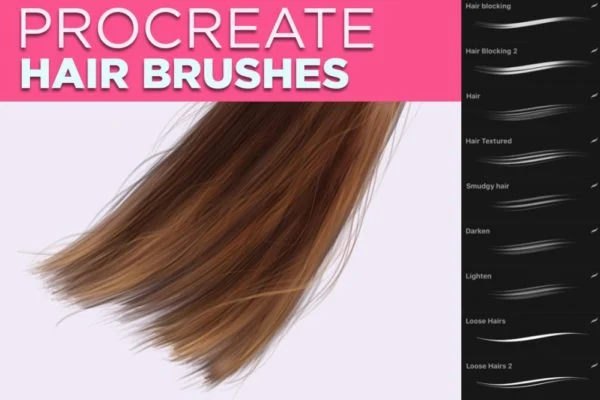 PROCREATE
HAIR BRUSHES
Hair blocking
Hair Blocking 2
Hair
Hair Textured
Smudgy hair
Darken
Lighten
Loose Hairs
Loose Hairs 2